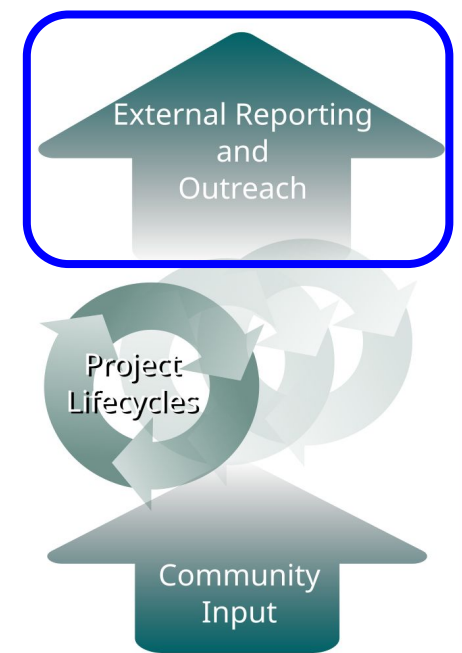 External Reporting
and
Outreach
Project
Lifecycles
Community
Input